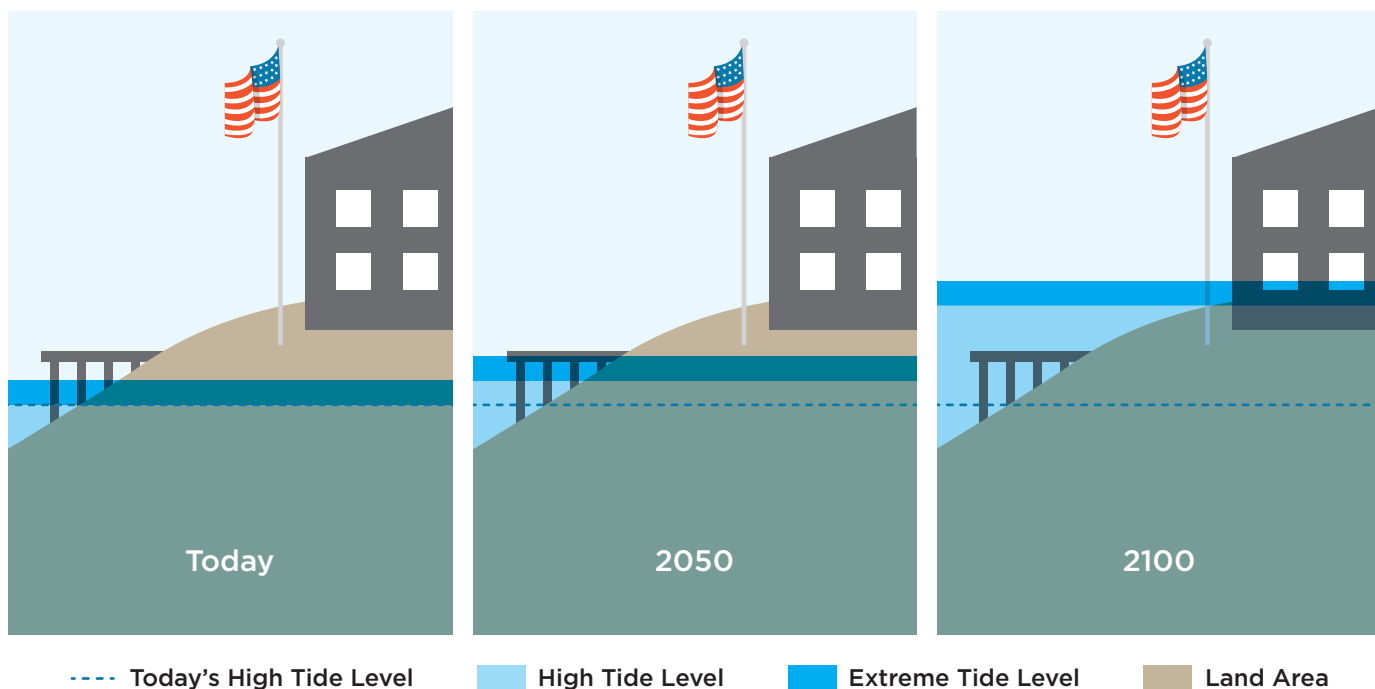 Today
2050
2100
Today's High Tide Level
High Tide Level
Extreme Tide Level
Land Area